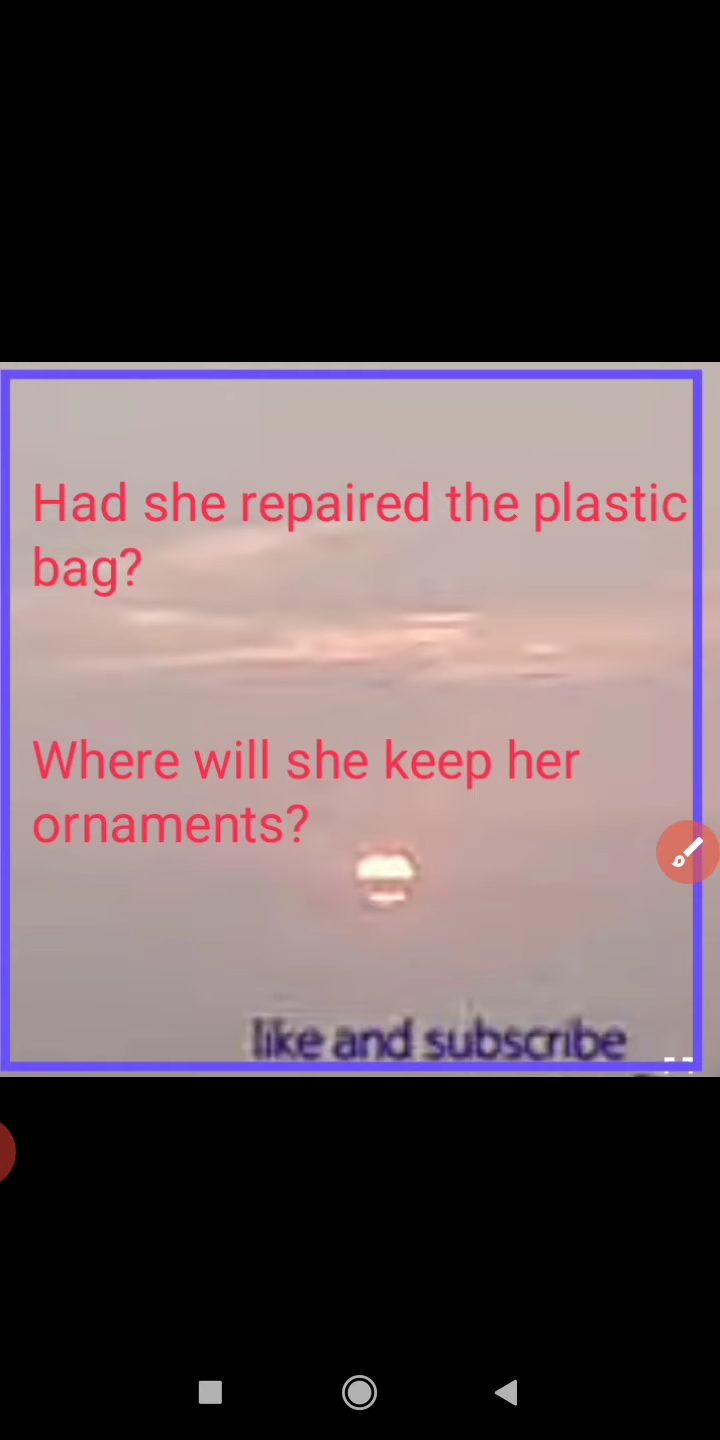 Had she repaired the plastic
bag?
Where will she keep her
ornaments?
like and subscribe